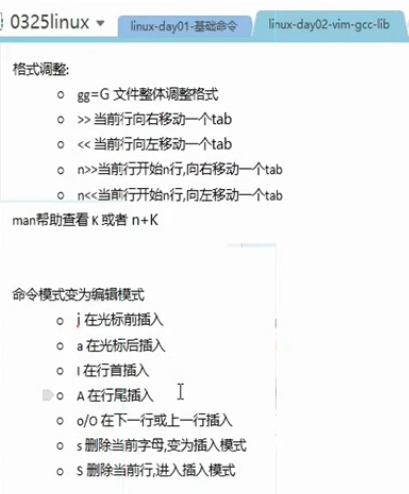 0325linux
linux-day01-基础命令
linux-day02-vim-gcc-lib
格式调整:
gg=G 文件整体调整格式
>> 当前行向右移动一个tab
<< 当前行向左移动一个tab
n>>当前行开始n行,向右移动一个tab
n<<当前行开始n行,向左移动一个tab
man帮助查看 K 或者 n+K
命令模式变为编辑模式
j 在光标前插入
a 在光标后插入
I 在行首插入
A 在行尾插入
o/O 在下一行或上一行插入
s 删除当前字母,变为插入模式
S 删除当前行,进入插入模式